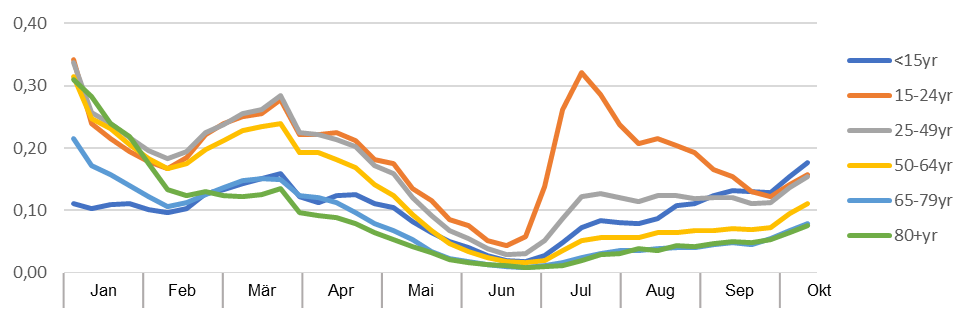 0,40
0,30
0,20
0,10
0,00
Jan Feb Mär Apr Mai Jun Jul Aug Sep Okt
<15yr
15-24yr
25-49yr
50-64yr
65-79yr
80+yr